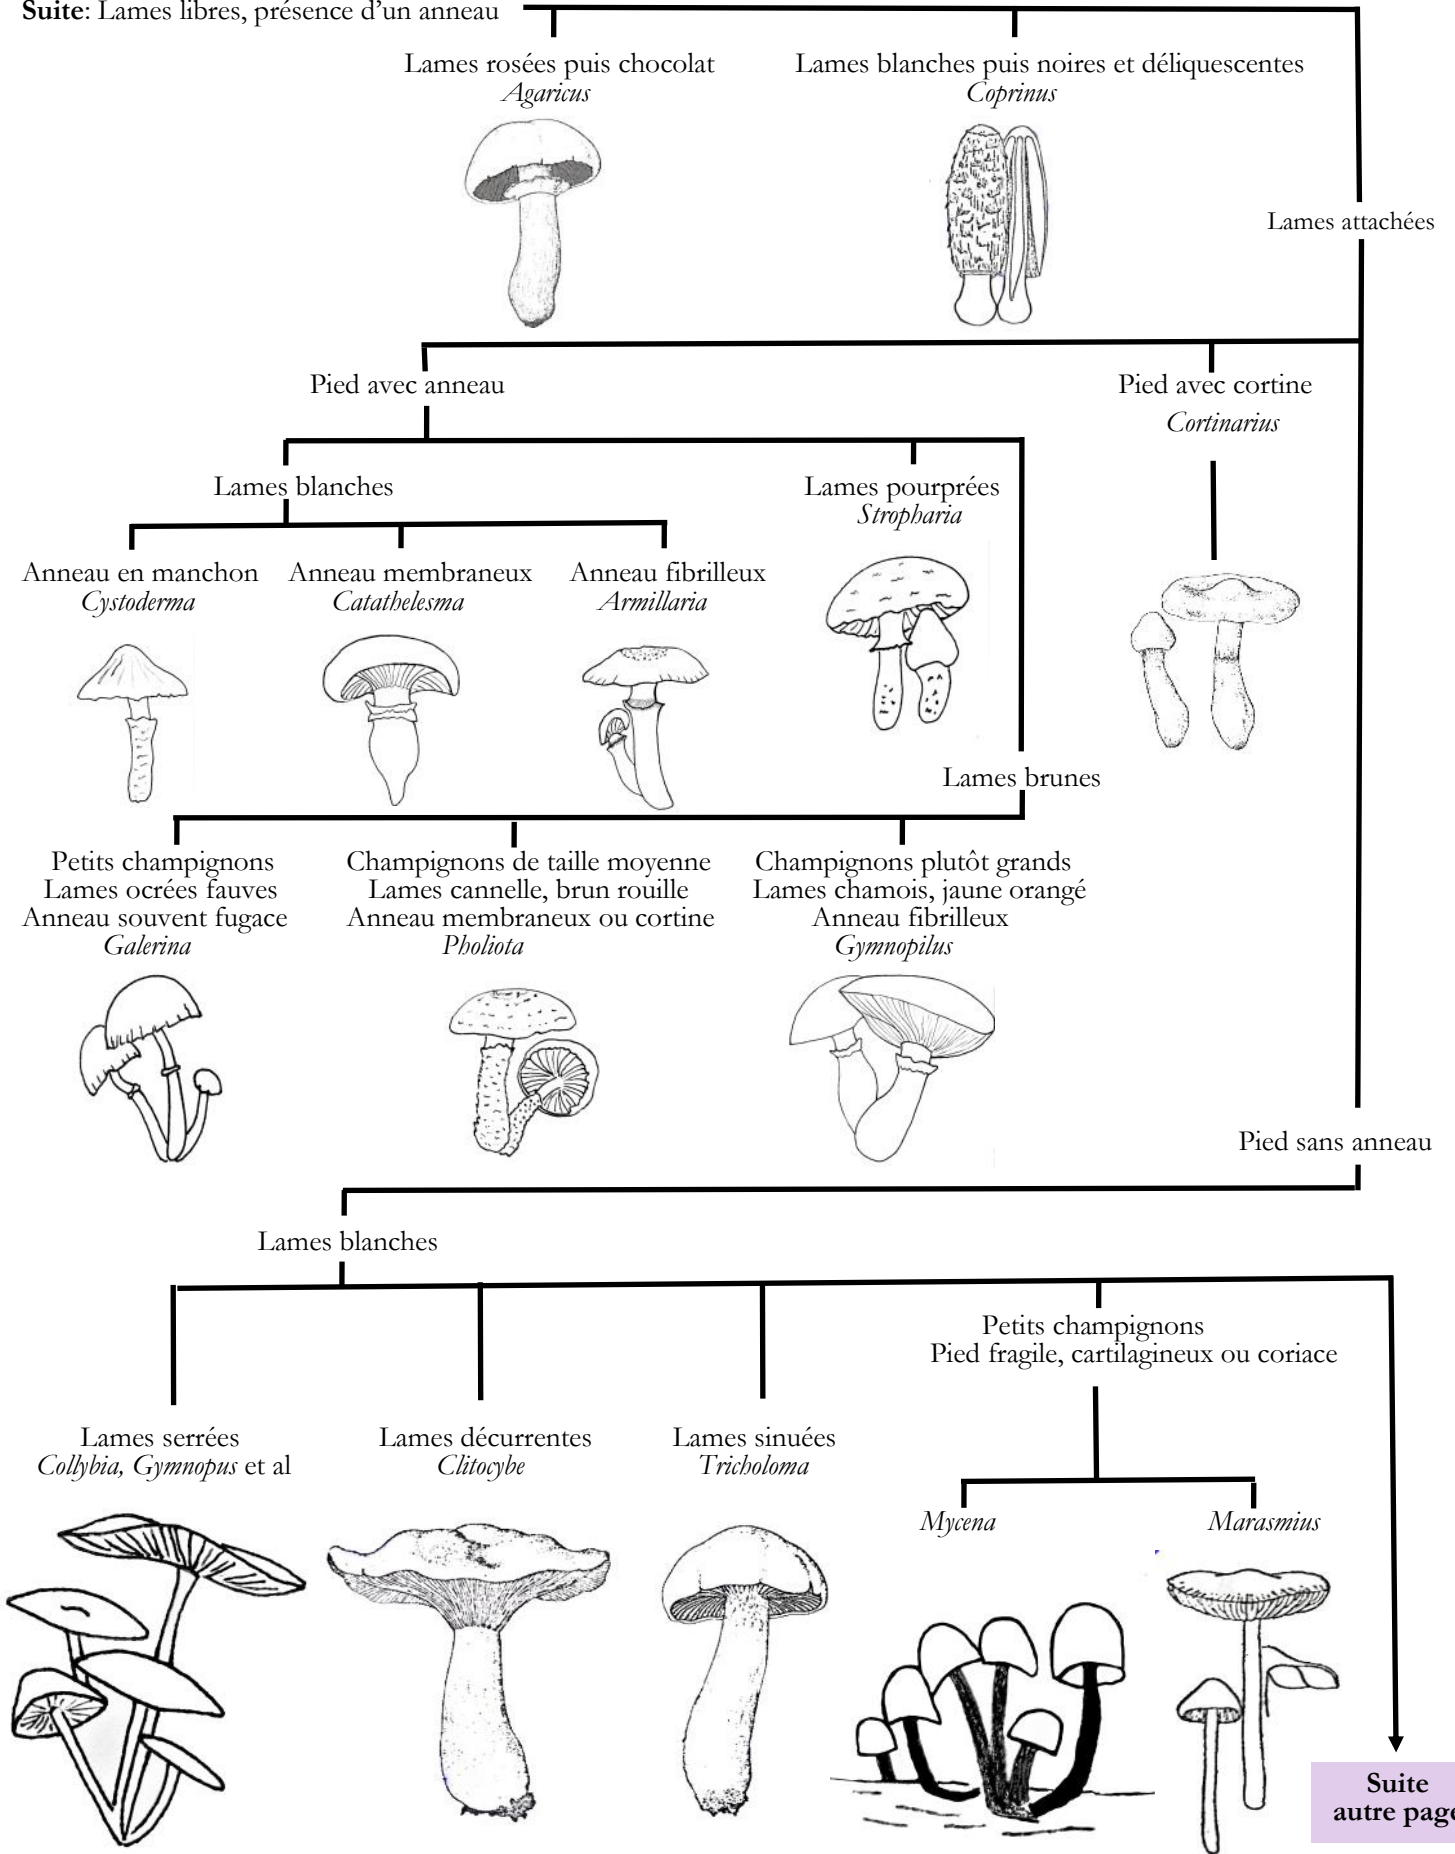 Suite: Lames libres, présence d'un anneau
Lames rosées puis chocolat
Agaricus
Lames blanches puis noires et déliquescentes
Coprinus
Lames attachées
Pied avec anneau
Pied avec cortine
Cortinarius
Lames blanches
Lames pourprées
Stropharia
Anneau en manchon
Cystoderma
Anneau membraneux
Catathelesma
Anneau fibrilleux
Armillaria
Lames brunes
Petits champignons
Lames ocrées fauves
Anneau souvent fugace
Galerina
Champignons de taille moyenne
Lames cannelle, brun rouille
Anneau membraneux ou cortine
Pholiota
Champignons plutôt grands
Lames chamois, jaune orangé
Anneau fibrilleux
Gymnopilus
Pied sans anneau
Lames blanches
Petits champignons
Pied fragile, cartilagineux ou coriace
Lames serrées
Collybia, Gymnopus et al
Lames décurrentes
Clitocybe
Lames sinuées
Tricholoma
Mycena
Marasmius
Suite
autre page